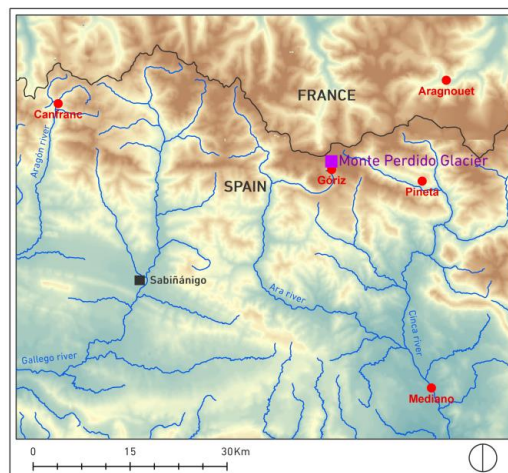 FRANCE
Aragnouet
Canfranc
Aragón river
Monte Perdido Glacier
Góriz
Pineta
SPAIN
Sabiñánigo
Ara river
Cinca river
Gallego river
Mediano
0 15 30Km